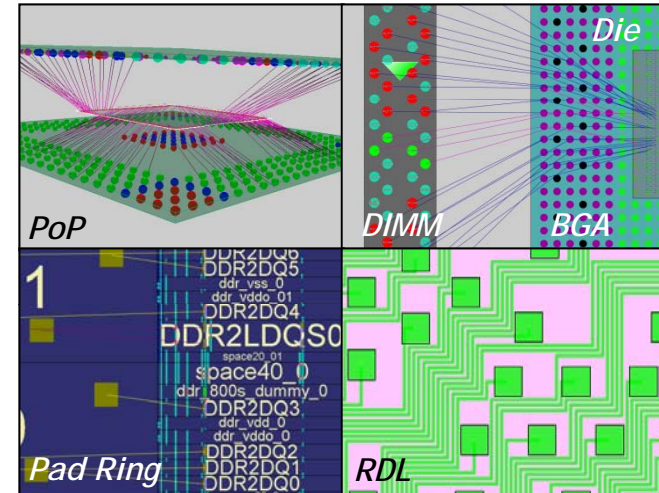 PoP
Die
DIMM
BGA
1
DDR2DQ6
DDR2DQ5
ddr_vss_0
ddr_vddo_01
DDR2DQ4
DDR2LDQS0
space20_01
space40_0
ddr_800s_dummy_0
DDR2DQ3
ddr_vdd_0
ddr_vddo_0
DDR2DQ2
DDR2DQ1
DDR2DQ0
Pad Ring
RDL